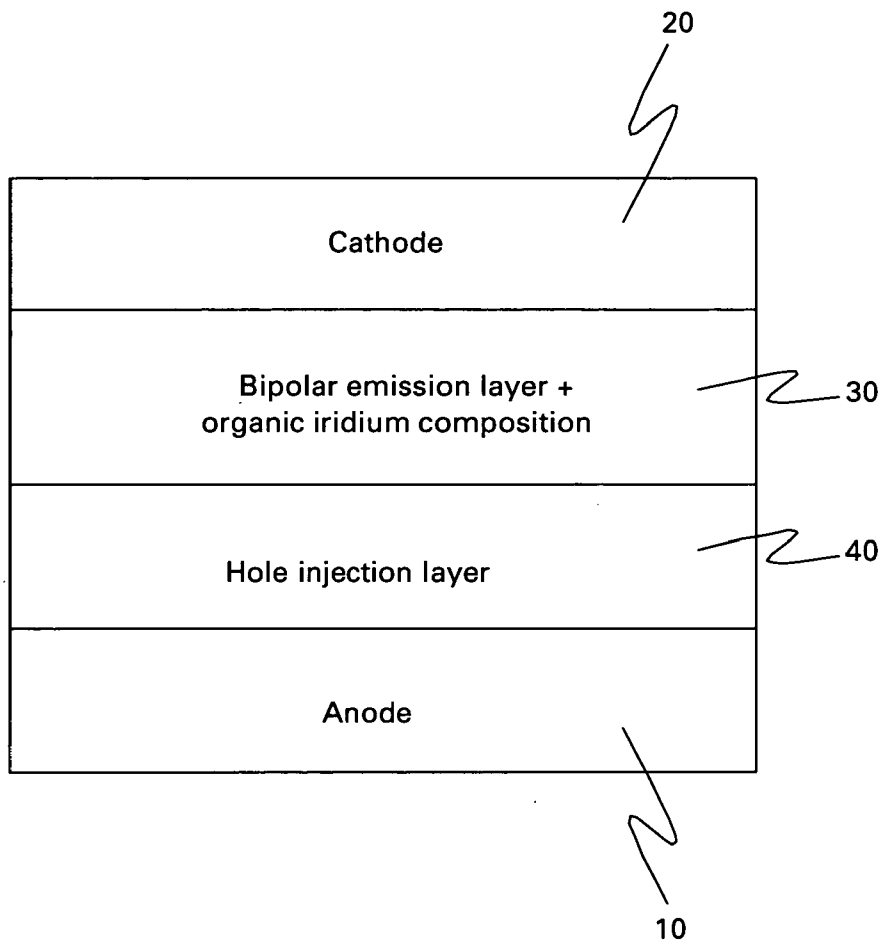 20
Cathode
Bipolar emission layer +
organic iridium composition
30
40
Hole injection layer
Anode
10